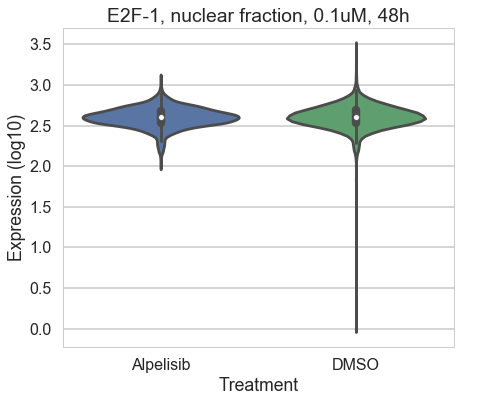 E2F-1, nuclear fraction, 0.1uM, 48h
3.5
3.0
2.5
2.0
1.5
1.0
0.5
0.0
Expression (log10)
Alpelisib DMSO
Treatment